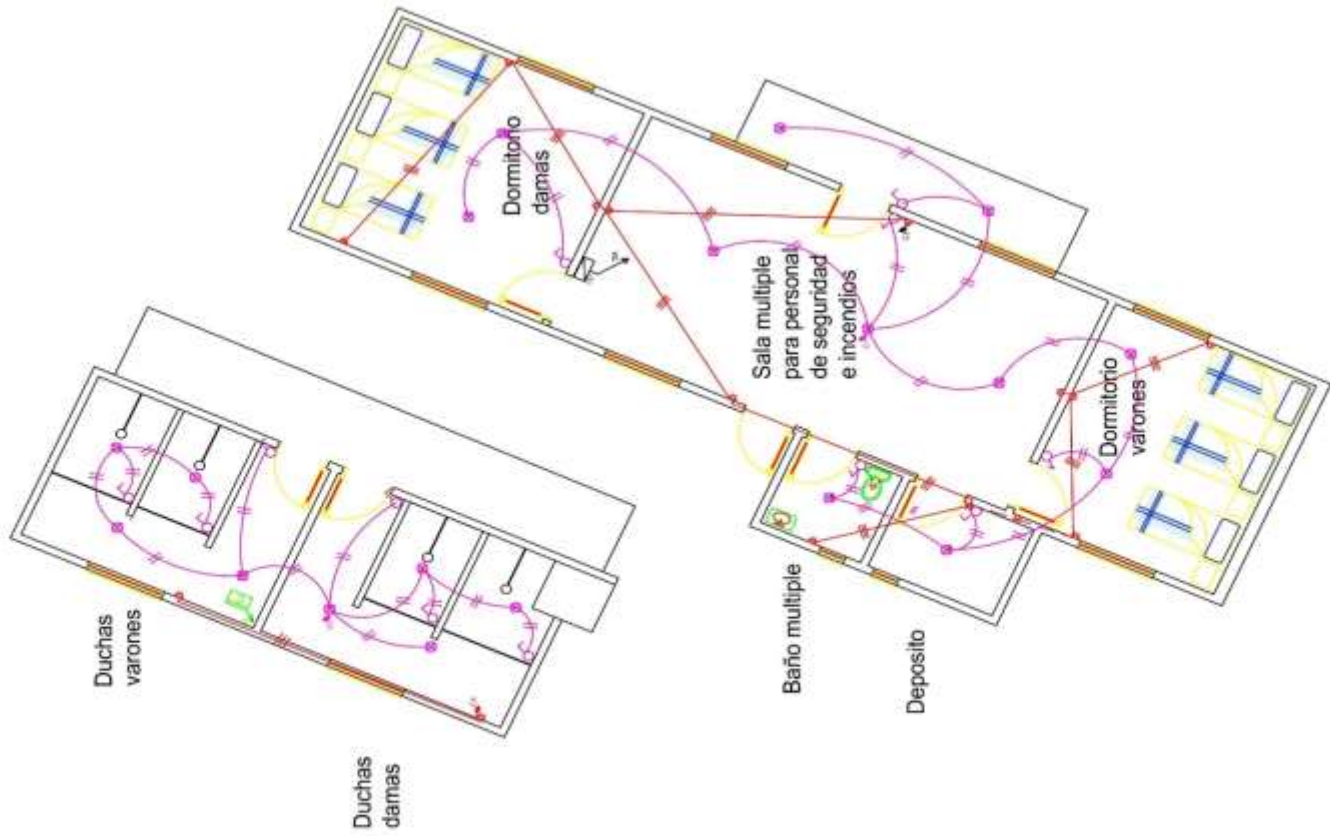 Duchas
varones
Duchas
damas
Dormitorio
damas
Sala multiple
para personal
de seguridad
e incendios
Baño multiple
Deposito
Dormitorio
varones